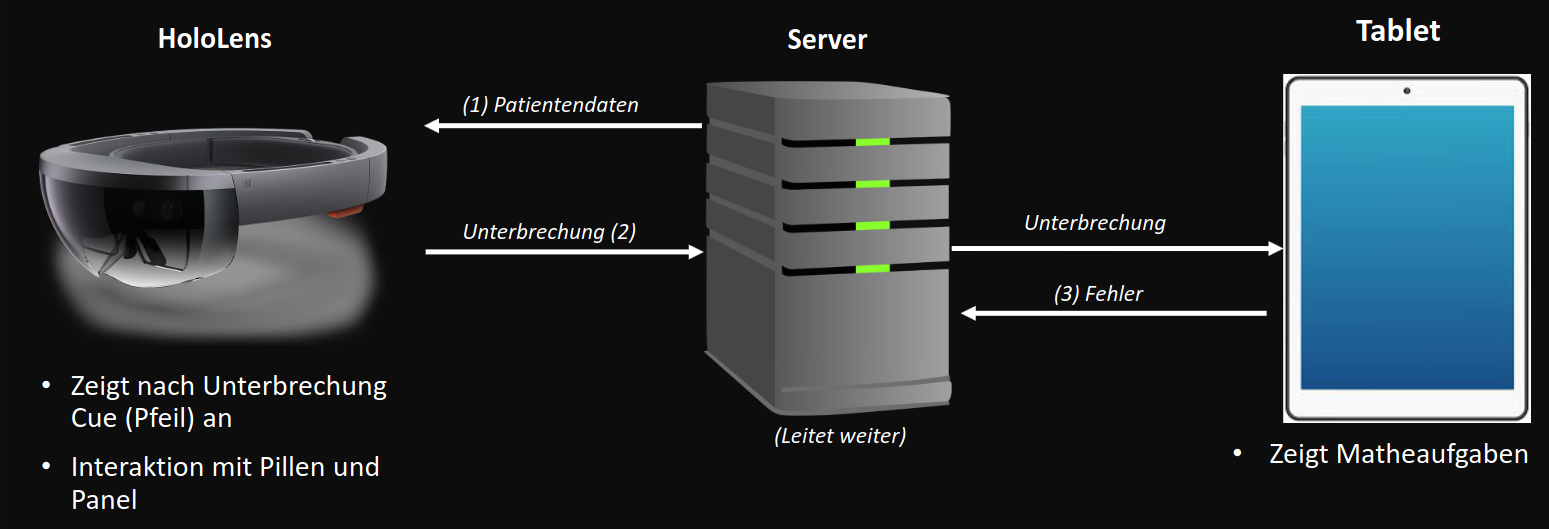 HoloLens
Server
Tablet
(1) Patientendaten
Unterbrechung (2)
Unterbrechung
(3) Fehler
• Zeigt nach Unterbrechung
Cue (Pfeil) an
• Interaktion mit Pillen und
Panel
(Leitet weiter)
• Zeigt Matheaufgaben